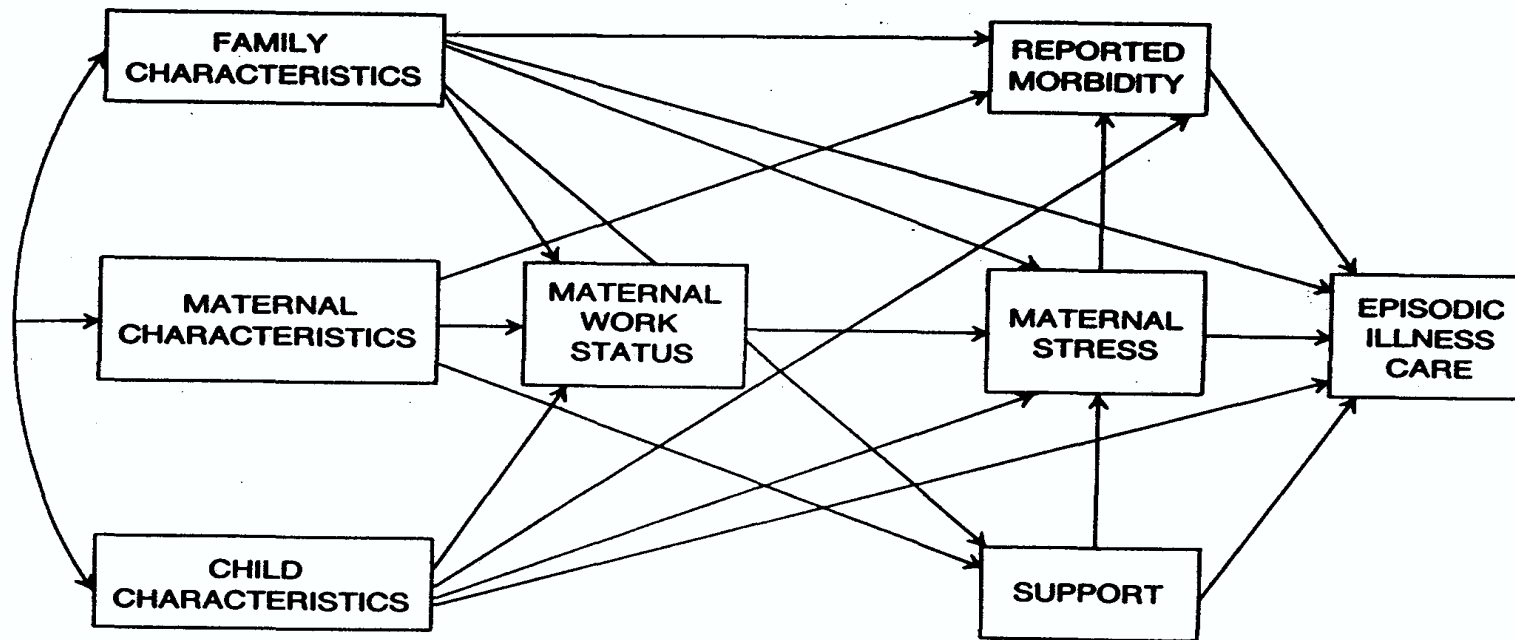 FAMILY
CHARACTERISTICS
REPORTED
MORBIDITY
MATERNAL
CHARACTERISTICS
MATERNAL
WORK
STATUS
MATERNAL
STRESS
EPISODIC
ILLNESS
CARE
CHILD
CHARACTERISTICS
SUPPORT